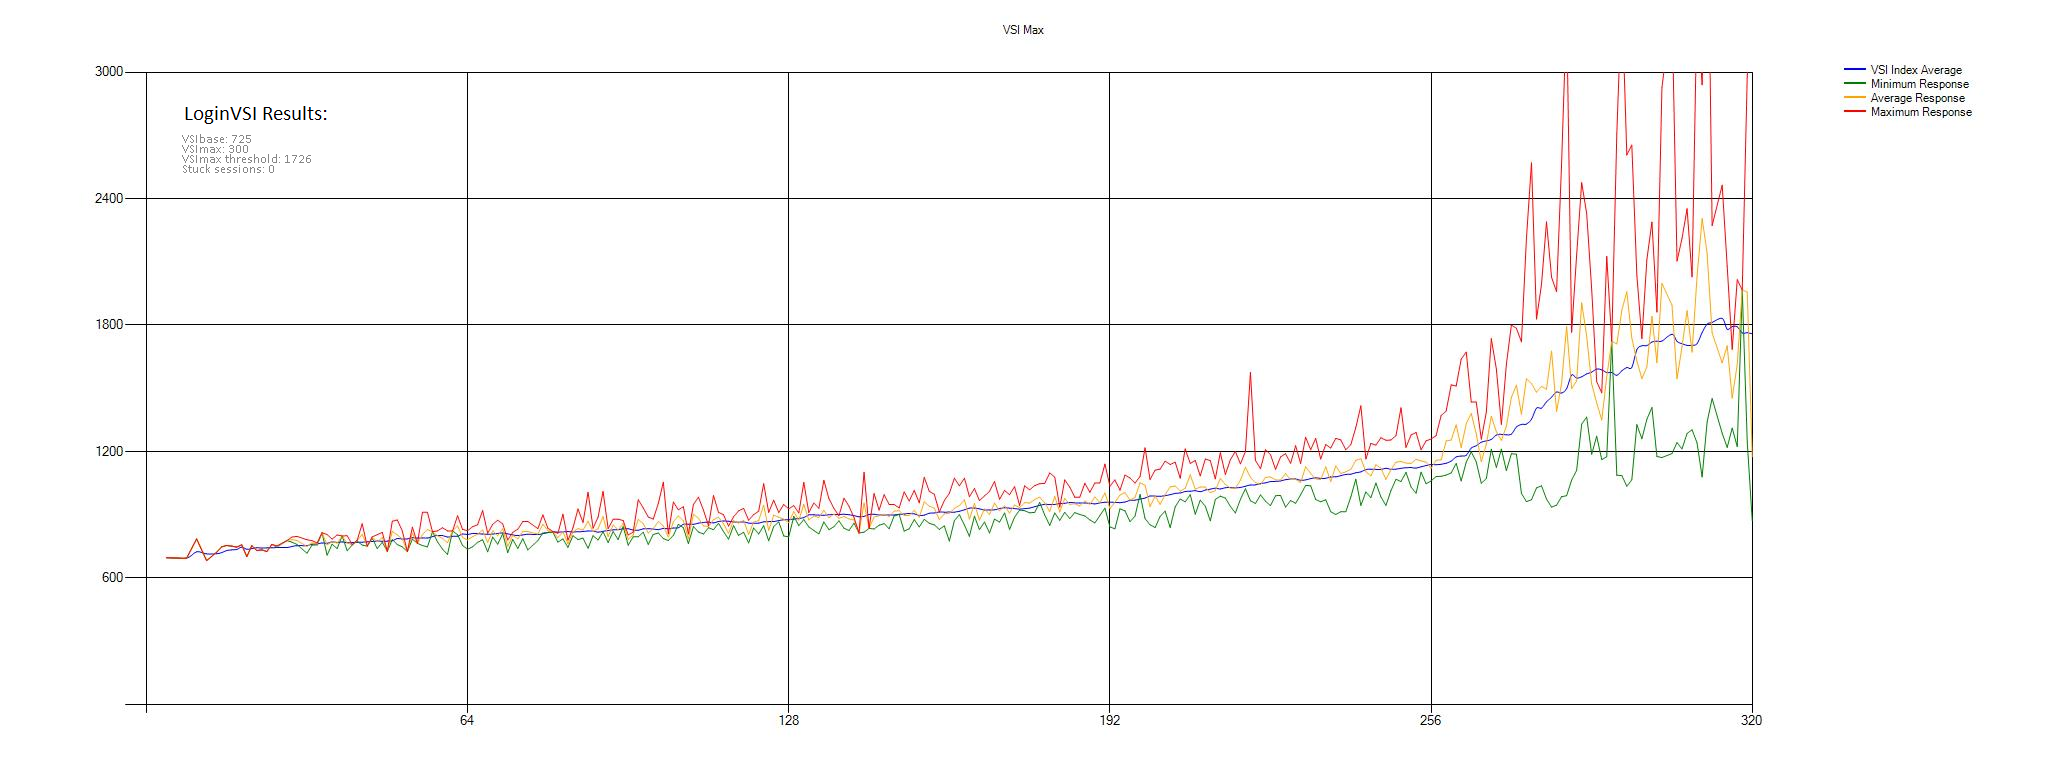 VSI Max
3000
2400
1800
1200
600
64
128
192
256
320
LoginVSI Results:
VSIbase: 725
VSImax: 300
VSImax threshold: 1726
Stuck sessions: 0
VSI Index Average
Minimum Response
Average Response
Maximum Response